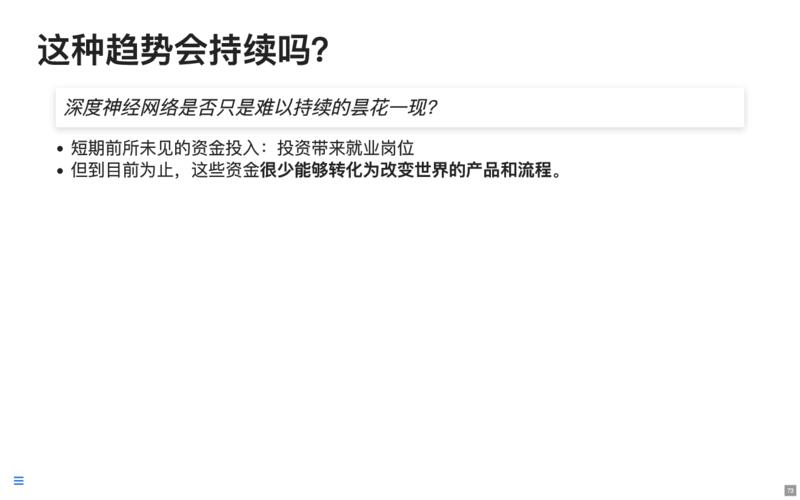 这种趋势会持续吗?
深度神经网络是否只是难以持续的昙花一现?
• 短期前所未见的资金投入：投资带来就业岗位
• 但到目前为止，这些资金很少能够转化为改变世界的产品和流程。
73